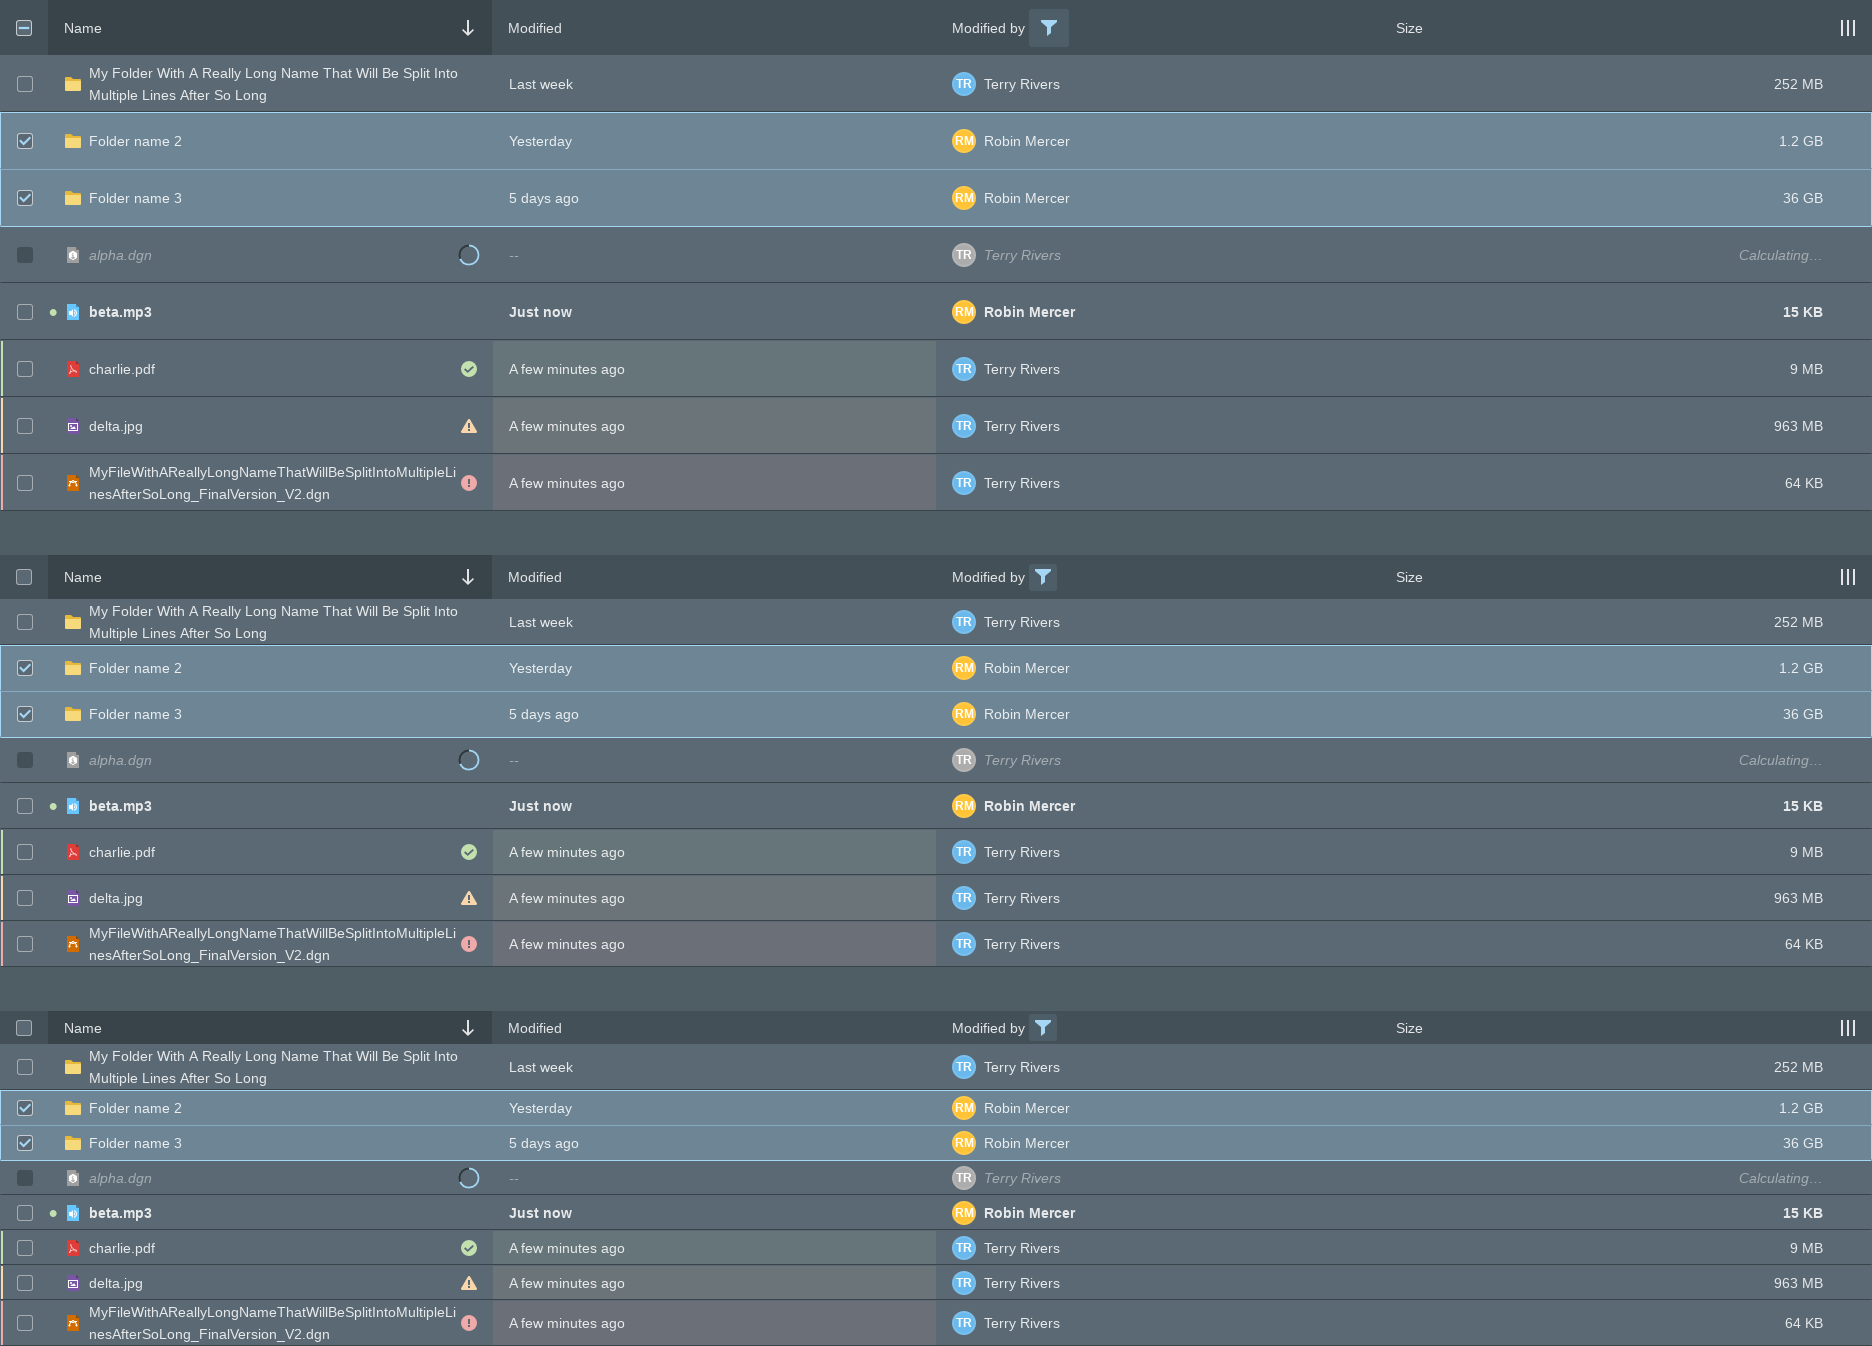 Name Modified Modified by Size
My Folder With A Really Long Name That Will Be Split Into
Multiple Lines After So Long
Last week TR Terry Rivers 252 MB
Folder name 2 Yesterday RM Robin Mercer 1.2 GB
Folder name 3 5 days ago RM Robin Mercer 36 GB
alpha.dgn -- TR Terry Rivers Calculating...
beta.mp3 Just now RM Robin Mercer 15 KB
charlie.pdf A few minutes ago TR Terry Rivers 9 MB
delta.jpg A few minutes ago TR Terry Rivers 963 MB
MyFileWithAReallyLongNameThatWillBeSplitIntoMultipleLi
nesAfterSoLong_FinalVersion_V2.dgn
A few minutes ago TR Terry Rivers 64 KB
Name Modified Modified by Size
My Folder With A Really Long Name That Will Be Split Into
Multiple Lines After So Long
Last week TR Terry Rivers 252 MB
Folder name 2 Yesterday RM Robin Mercer 1.2 GB
Folder name 3 5 days ago RM Robin Mercer 36 GB
alpha.dgn -- TR Terry Rivers Calculating...
beta.mp3 Just now RM Robin Mercer 15 KB
charlie.pdf A few minutes ago TR Terry Rivers 9 MB
delta.jpg A few minutes ago TR Terry Rivers 963 MB
MyFileWithAReallyLongNameThatWillBeSplitIntoMultipleLi
nesAfterSoLong_FinalVersion_V2.dgn
A few minutes ago TR Terry Rivers 64 KB
Name Modified Modified by Size
My Folder With A Really Long Name That Will Be Split Into
Multiple Lines After So Long
Last week TR Terry Rivers 252 MB
Folder name 2 Yesterday RM Robin Mercer 1.2 GB
Folder name 3 5 days ago RM Robin Mercer 36 GB
alpha.dgn -- TR Terry Rivers Calculating...
beta.mp3 Just now RM Robin Mercer 15 KB
charlie.pdf A few minutes ago TR Terry Rivers 9 MB
delta.jpg A few minutes ago TR Terry Rivers 963 MB
MyFileWithAReallyLongNameThatWillBeSplitIntoMultipleLi
nesAfterSoLong_FinalVersion_V2.dgn
A few minutes ago TR Terry Rivers 64 KB